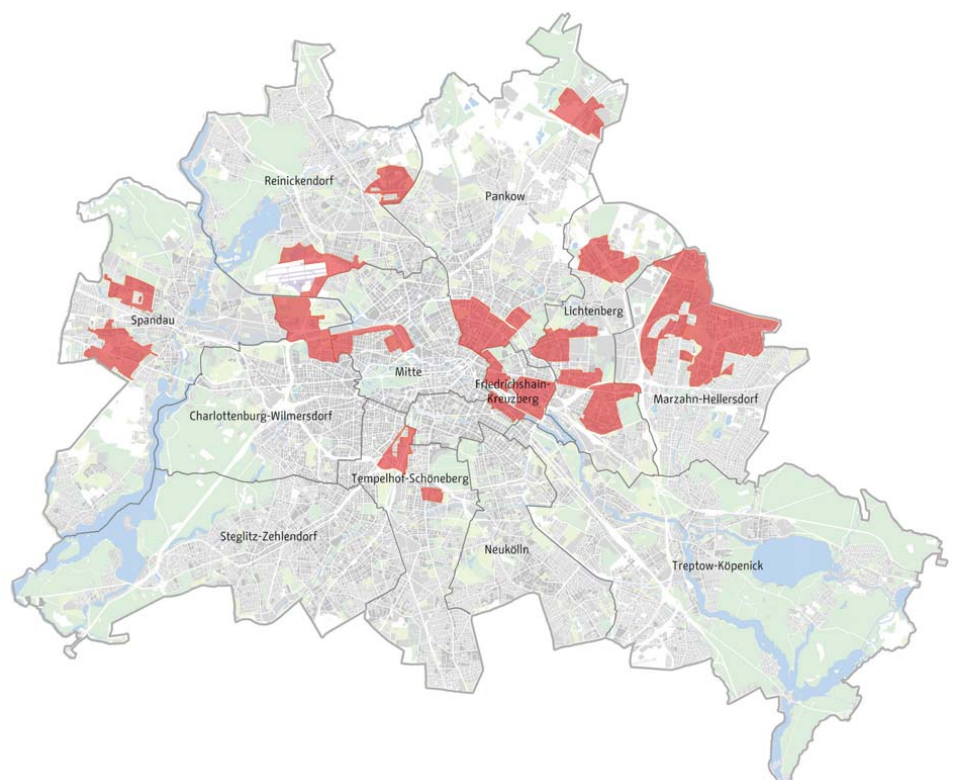 Reinickendorf
Pankow
Spandau
Lichtenberg
Mitte
Friedrichshain-
Kreuzberg
Marzahn-Hellersdorf
Charlottenburg-Wilmersdorf
Tempelhof-Schöneberg
Steglitz-Zehlendorf
Neukölln
Treptow-Köpenick